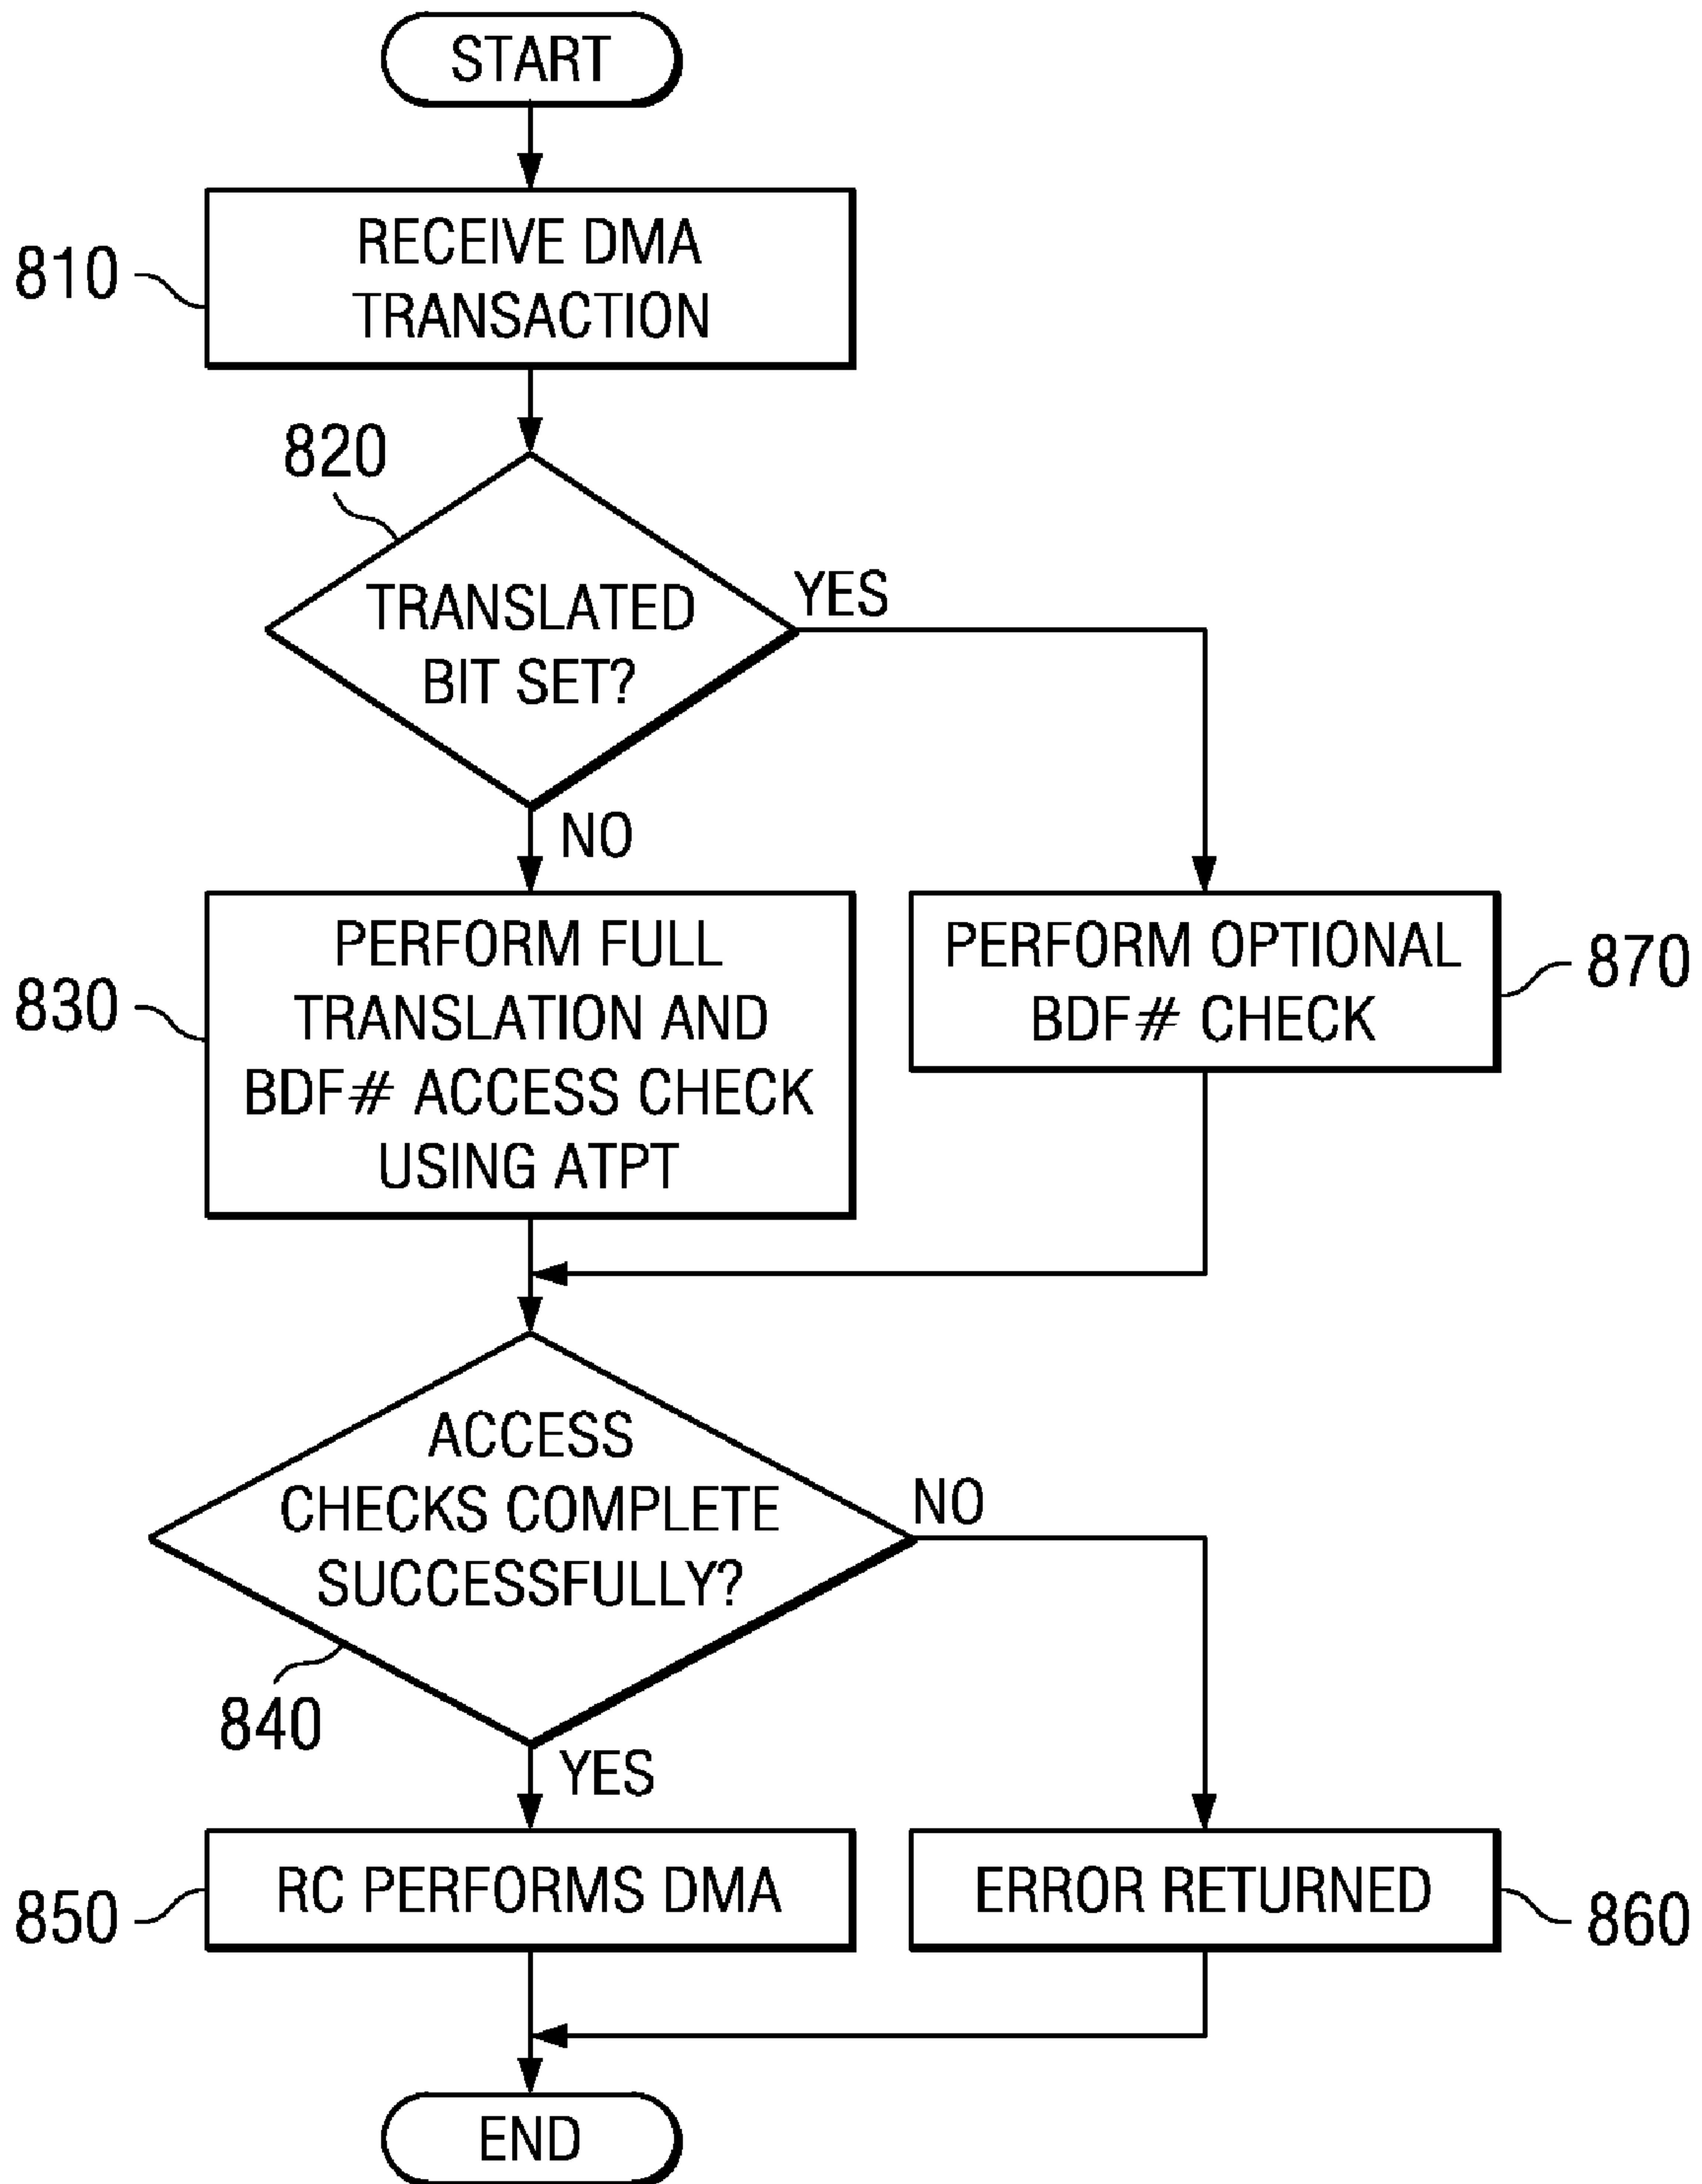 START
810
RECEIVE DMA
TRANSACTION
820
TRANSLATED
BIT SET?
YES
NO
830
PERFORM FULL
TRANSLATION AND
BDF# ACCESS CHECK
USING ATPT
PERFORM OPTIONAL
BDF# CHECK
870
ACCESS
CHECKS COMPLETE
SUCCESSFULLY?
NO
840
YES
850
RC PERFORMS DMA
ERROR RETURNED
860
END